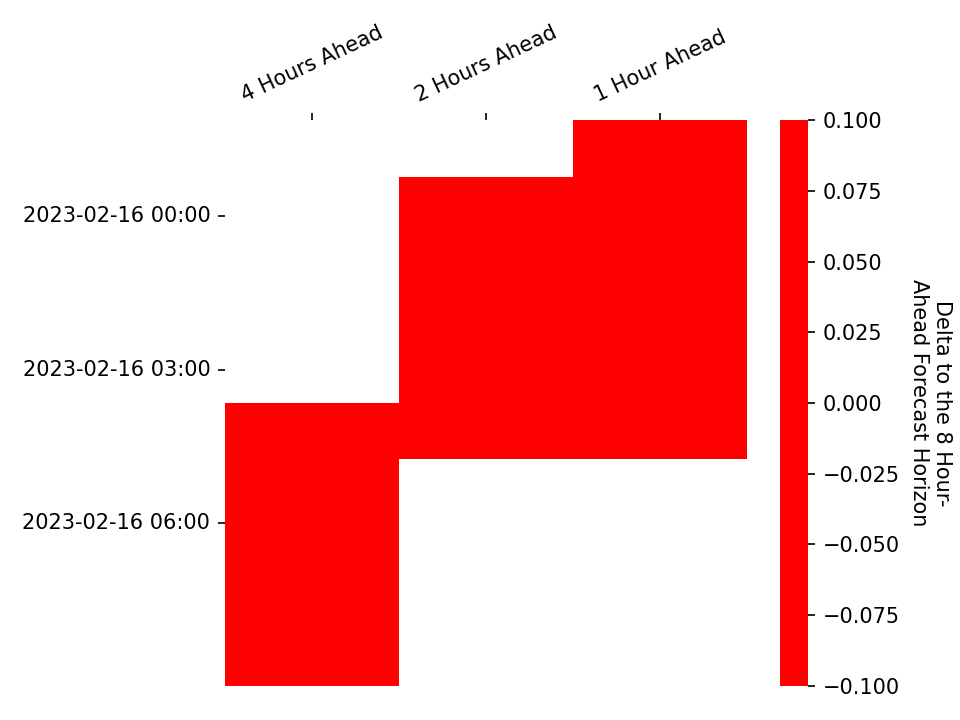 4 Hours Ahead
2 Hours Ahead
1 Hour Ahead
2023-02-16 00:00
2023-02-16 03:00
2023-02-16 06:00
0.100
0.075
0.050
0.025
0.000
−0.025
−0.050
−0.075
−0.100
Delta to the 8 Hour-
Ahead Forecast Horizon